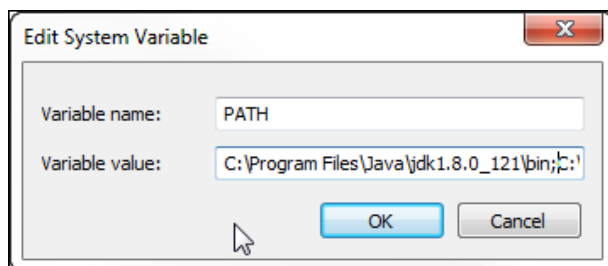 Edit System Variable
Variable name: PATH
Variable value: C:\Program Files\Java\jdk1.8.0_121\bin;C:\
OK Cancel